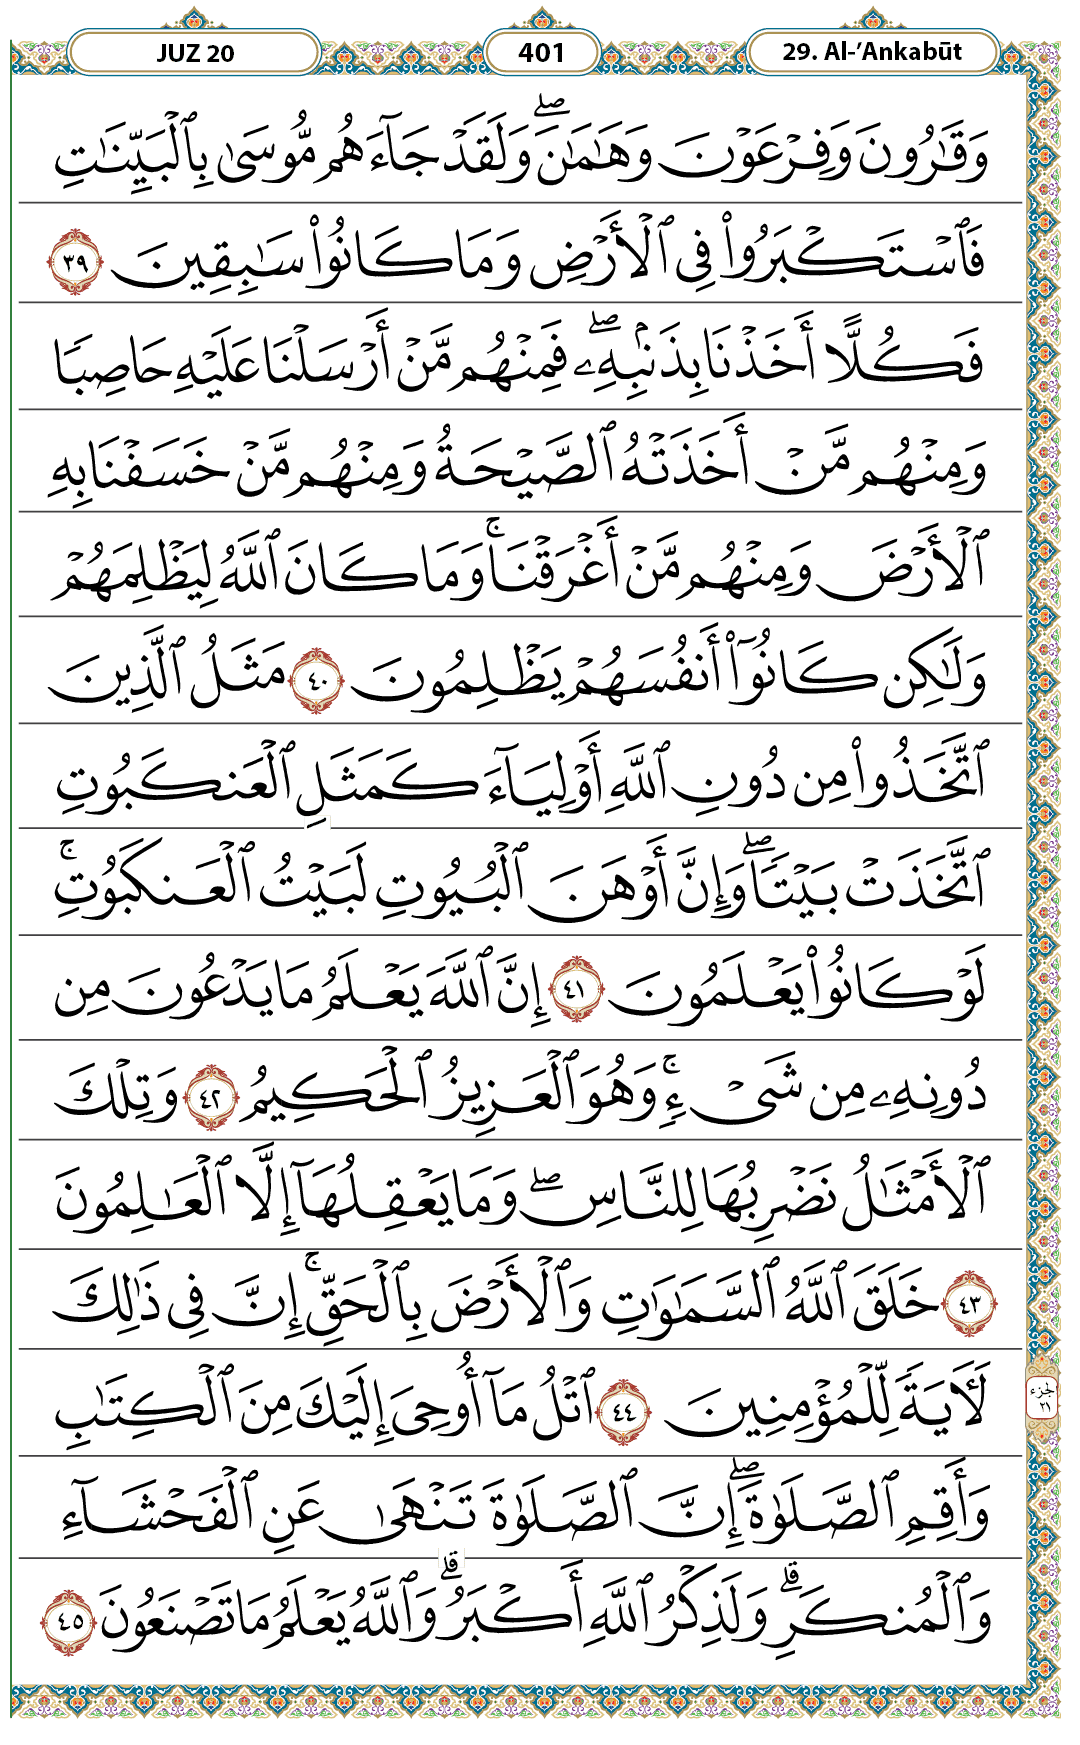 JUZ 20 401 29. Al-’Ankabūt
وَقَٰرُونَ وَفِرْعَوْنَ وَهَٰمَٰنَ ۖ وَلَقَدْ جَآءَهُم مُّوسَىٰ بِٱلْبَيِّنَٰتِ
فَٱسْتَكْبَرُوا۟ فِى ٱلْأَرْضِ وَمَا كَانُوا۟ سَٰبِقِينَ ٣٩
فَكُلًّا أَخَذْنَا بِذَنۢبِهِۦ ۖ فَمِنْهُم مَّنْ أَرْسَلْنَا عَلَيْهِ حَاصِبًا
وَمِنْهُم مَّنْ أَخَذَتْهُ ٱلصَّيْحَةُ وَمِنْهُم مَّنْ خَسَفْنَا بِهِ
ٱلْأَرْضَ وَمِنْهُم مَّنْ أَغْرَقْنَا ۚ وَمَا كَانَ ٱللَّهُ لِيَظْلِمَهُمْ
وَلَٰكِن كَانُوٓا۟ أَنفُسَهُمْ يَظْلِمُونَ ٤٠ مَثَلُ ٱلَّذِينَ
ٱتَّخَذُوا۟ مِن دُونِ ٱللَّهِ أَوْلِيَآءَ كَمَثَلِ ٱلْعَنكَبُوتِ
ٱتَّخَذَتْ بَيْتًا ۖ وَإِنَّ أَوْهَنَ ٱلْبُيُوتِ لَبَيْتُ ٱلْعَنكَبُوتِ ۚ
لَوْ كَانُوا۟ يَعْلَمُونَ ٤١ إِنَّ ٱللَّهَ يَعْلَمُ مَا يَدْعُونَ مِن
دُونِهِۦ مِن شَىْءٍ ۚ وَهُوَ ٱلْعَزِيزُ ٱلْحَكِيمُ ٤٢ وَتِلْكَ
ٱلْأَمْثَٰلُ نَضْرِبُهَا لِلنَّاسِ ۖ وَمَا يَعْقِلُهَآ إِلَّا ٱلْعَٰلِمُونَ
٤٣ خَلَقَ ٱللَّهُ ٱلسَّمَٰوَٰتِ وَٱلْأَرْضَ بِٱلْحَقِّ ۚ إِنَّ فِى ذَٰلِكَ
لَـَٔايَةً لِّلْمُؤْمِنِينَ ٤٤ ٱتْلُ مَآ أُوحِىَ إِلَيْكَ مِنَ ٱلْكِتَٰبِ
الجزء
٢١
وَأَقِمِ ٱلصَّلَوٰةَ ۖ إِنَّ ٱلصَّلَوٰةَ تَنْهَىٰ عَنِ ٱلْفَحْشَآءِ
وَٱلْمُنكَرِ ۗ وَلَذِكْرُ ٱللَّهِ أَكْبَرُ ۗ وَٱللَّهُ يَعْلَمُ مَا تَصْنَعُونَ ٤٥